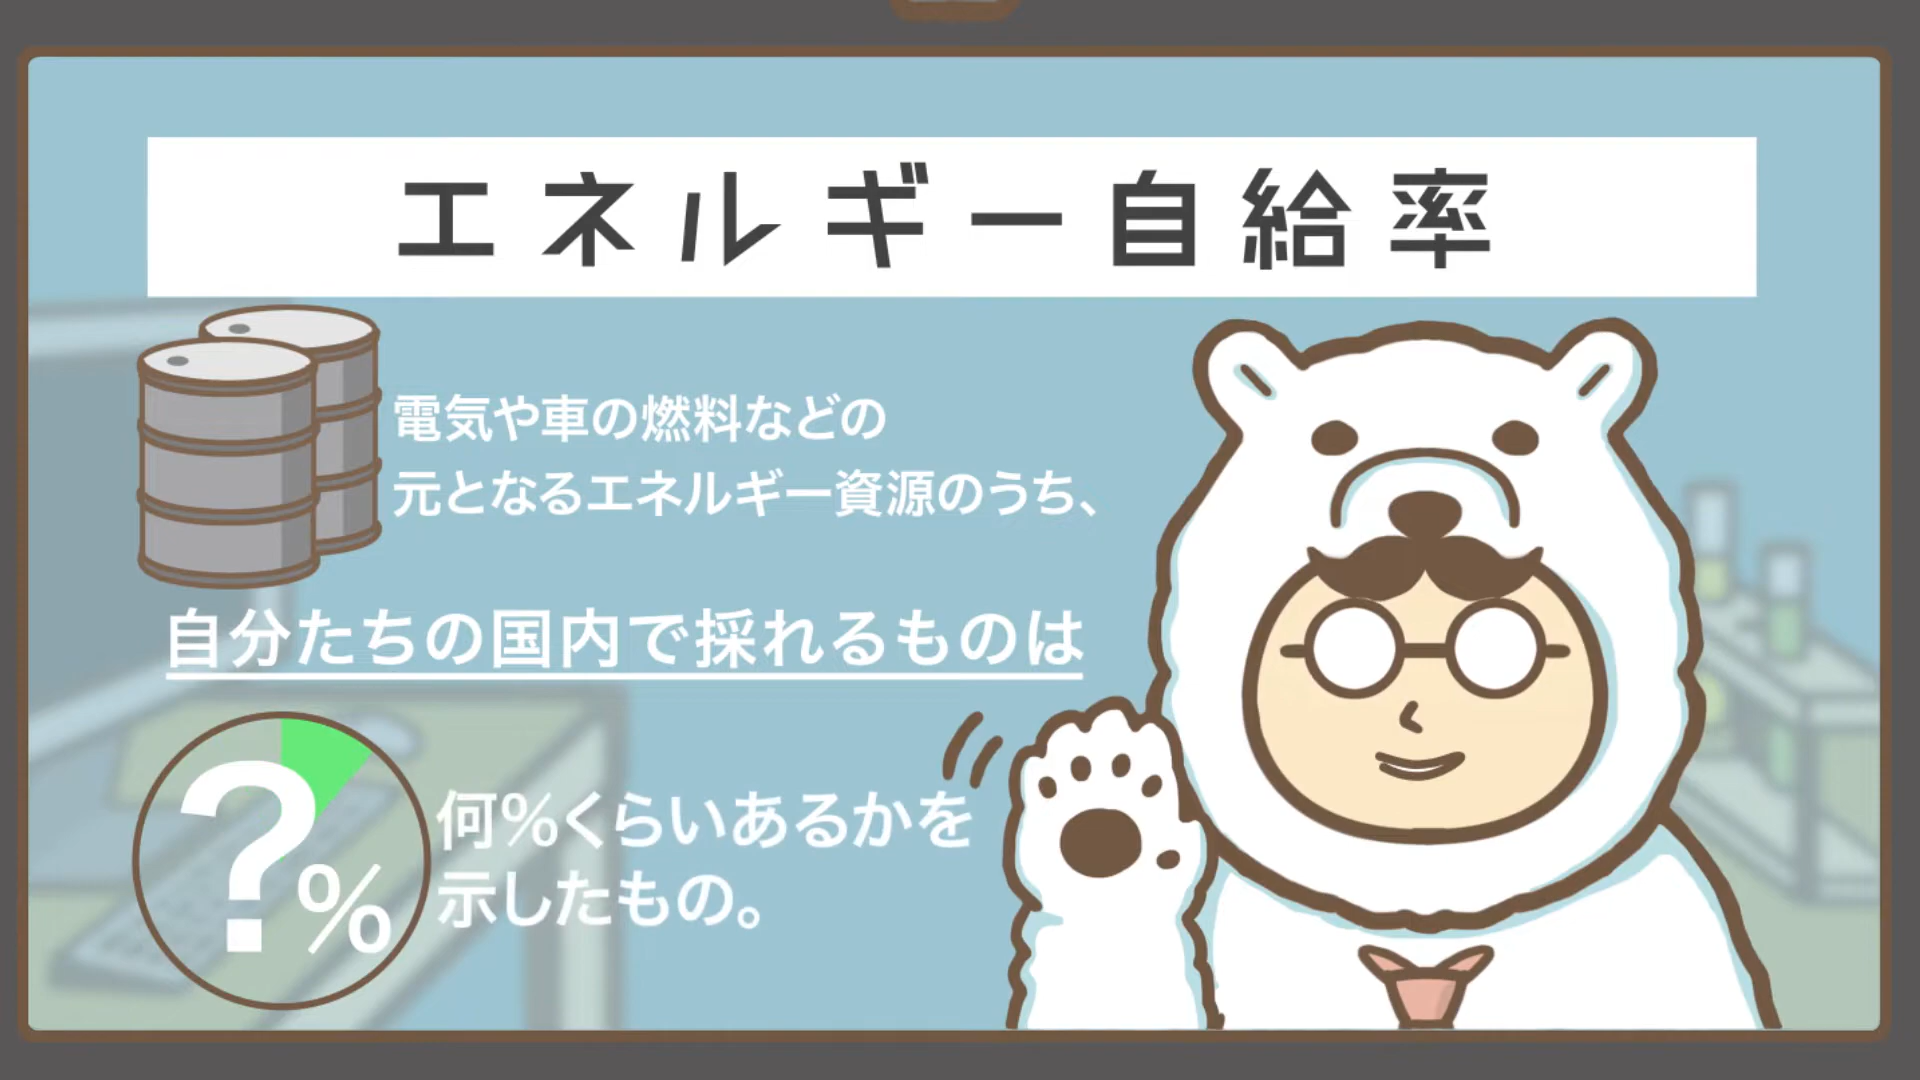 エネルギー自給率
電気や車の燃料などの
元となるエネルギー資源のうち、
自分たちの国内で採れるものは
?%
何%くらいあるかを
示したもの。